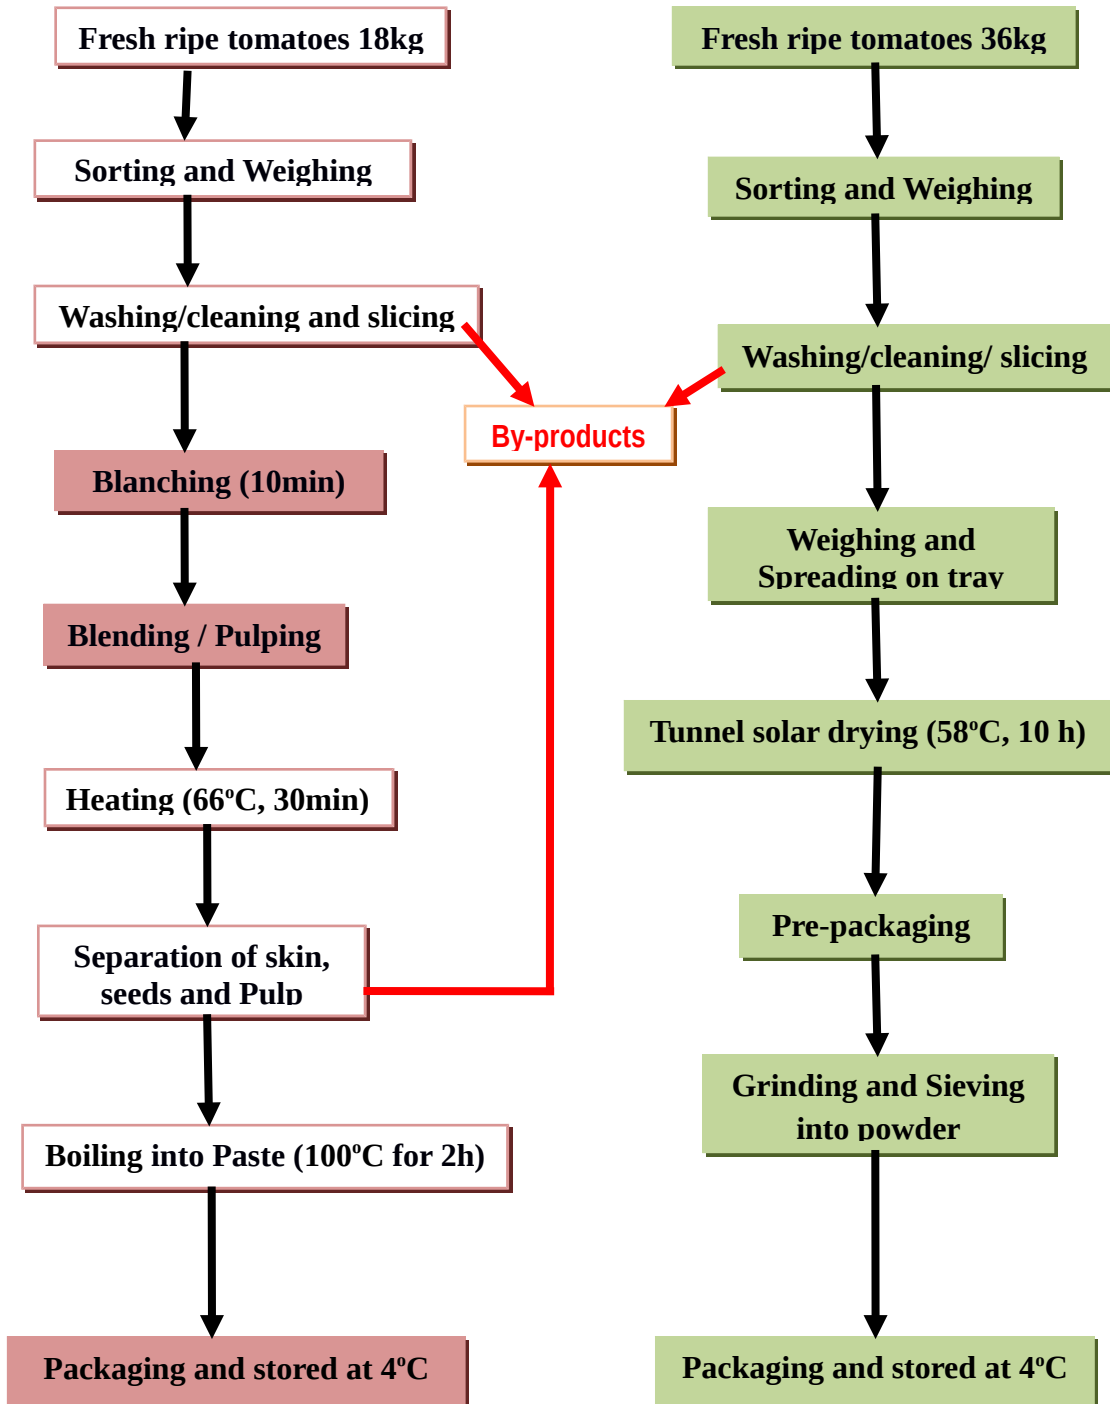 Fresh ripe tomatoes 18kg
Sorting and Weighing
Washing/cleaning and slicing
Blanching (10min)
Blending / Pulping
Heating (66ºC, 30min)
Separation of skin,
seeds and Pulp
Boiling into Paste (100ºC for 2h)
Packaging and stored at 4ºC
By-products
Fresh ripe tomatoes 36kg
Sorting and Weighing
Washing/cleaning/ slicing
Weighing and
Spreading on tray
Tunnel solar drying (58ºC, 10 h)
Pre-packaging
Grinding and Sieving
into powder
Packaging and stored at 4ºC